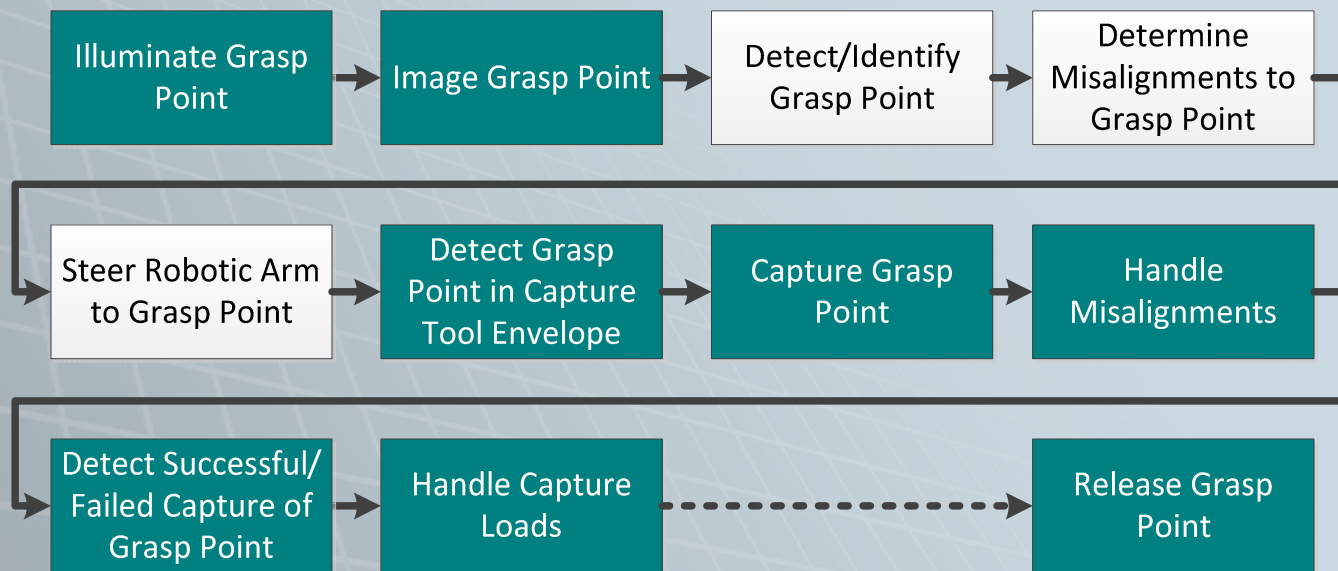 Illuminate Grasp
Point
Image Grasp Point
Detect/Identify
Grasp Point
Determine
Misalignments to
Grasp Point
Steer Robotic Arm
to Grasp Point
Detect Grasp
Point in Capture
Tool Envelope
Capture Grasp
Point
Handle
Misalignments
Detect Successful/
Failed Capture of
Grasp Point
Handle Capture
Loads
Release Grasp
Point